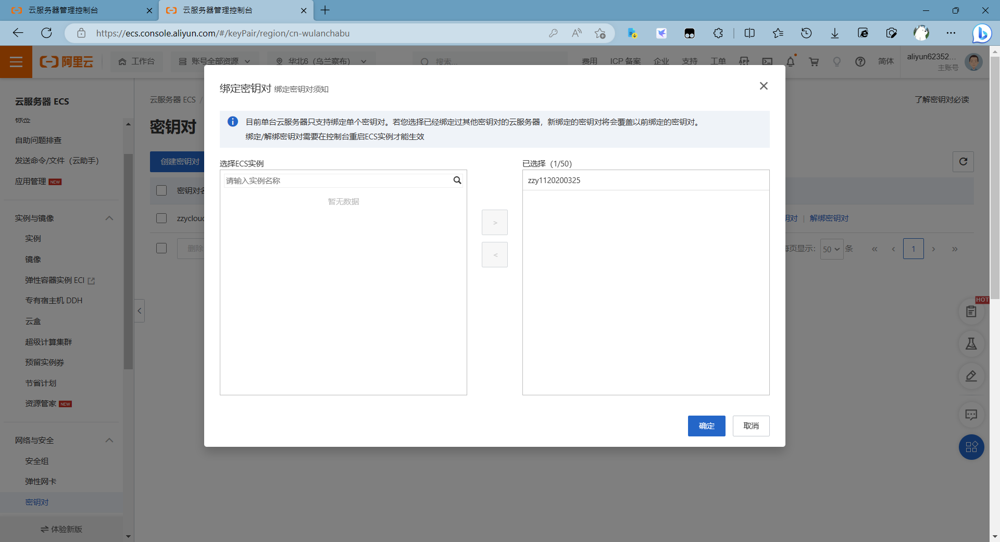 云服务器管理控制台
云服务器管理控制台
https://ecs.console.aliyun.com/#/keyPair/region/cn-wulanchabu
阿里云
工作台
账号全部资源
华北6（乌兰察布）
搜索...
费用
ICP 备案
企业
支持
工单
APP
简体
aliyun62352...
主账号
云服务器 ECS
标签
自助问题排查
发送命令/文件（云助手）
应用管理 NEW
实例与镜像
实例
镜像
弹性容器实例 ECI
专有宿主机 DDH
云盒
超级计算集群
预留实例券
节省计划
资源管家 NEW
网络与安全
安全组
弹性网卡
密钥对
体验新版
云服务器 ECS /
了解密钥对必读
密钥对
创建密钥对
密钥对名
zzyclou
删除
钥对 | 解绑密钥对
每页显示: 50 条 « ‹ 1 › »
HOT
绑定密钥对 绑定密钥对须知
目前单台云服务器只支持绑定单个密钥对。若您选择已经绑定过其他密钥对的云服务器，新绑定的密钥对将会覆盖以前绑定的密钥对。
绑定/解绑密钥对需要在控制台重启ECS实例才能生效
选择ECS实例
请输入实例名称
暂无数据
>
<
已选择（1/50）
zzy1120200325
确定
取消